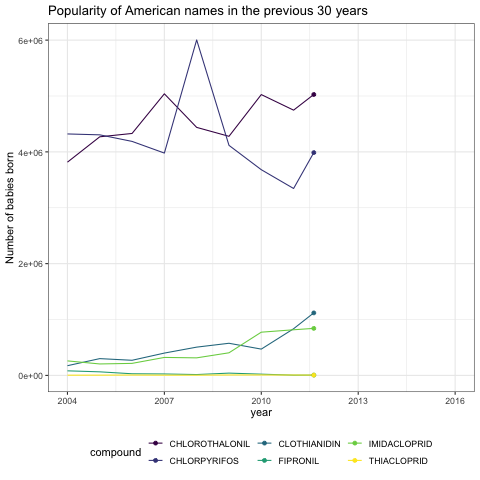 Popularity of American names in the previous 30 years
Number of babies born
6e+06
4e+06
2e+06
0e+00
2004 2007 2010 2013 2016
year
compound
CHLOROTHALONIL CLOTHIANIDIN IMIDACLOPRID
CHLORPYRIFOS FIPRONIL THIACLOPRID